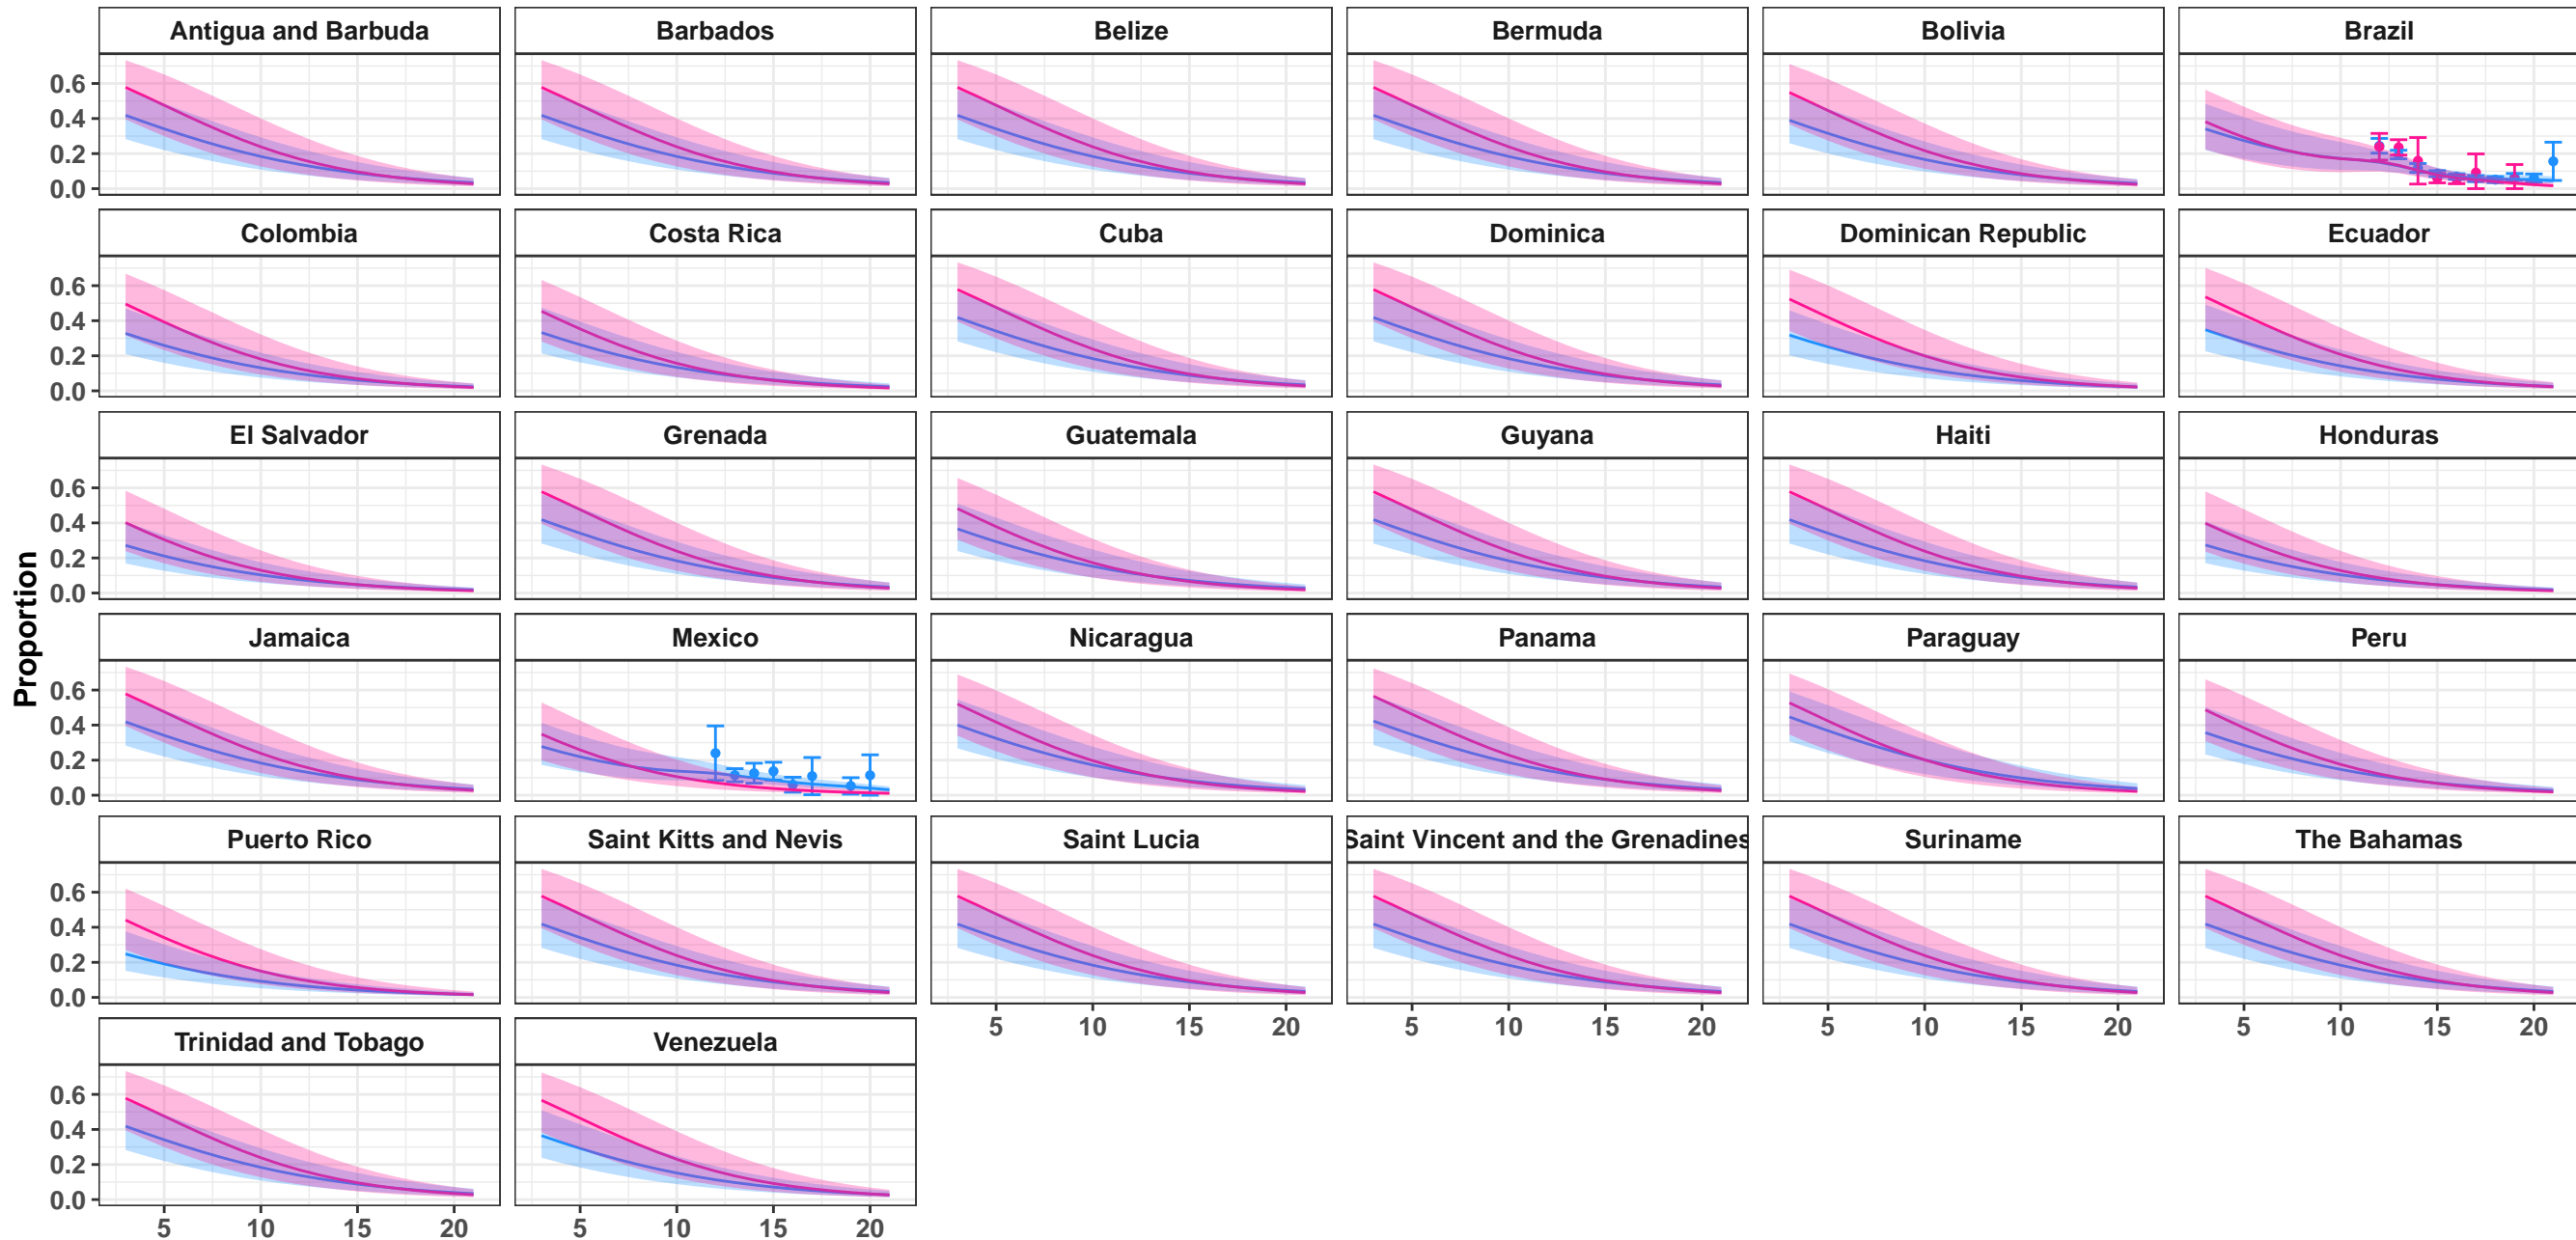 Antigua and Barbuda Barbados Belize Bermuda Bolivia Brazil
0.6
0.4
0.2
0.0
Colombia Costa Rica Cuba Dominica Dominican Republic Ecuador
0.6
0.4
0.2
0.0
El Salvador Grenada Guatemala Guyana Haiti Honduras
0.6
0.4
0.2
0.0
Proportion
Jamaica Mexico Nicaragua Panama Paraguay Peru
0.6
0.4
0.2
0.0
Puerto Rico Saint Kitts and Nevis Saint Lucia Saint Vincent and the Grenadines Suriname The Bahamas
0.6
0.4
0.2
0.0
5 10 15 20 5 10 15 20 5 10 15 20 5 10 15 20
Trinidad and Tobago Venezuela
0.6
0.4
0.2
0.0
5 10 15 20 5 10 15 20